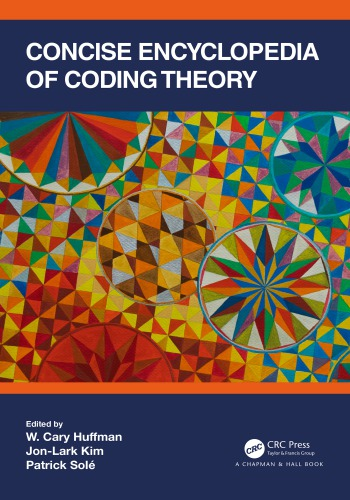 CONCISE ENCYCLOPEDIA
OF CODING THEORY
Edited by
W. Cary Huffman
Jon-Lark Kim
Patrick Solé
CRC
CRC Press
Taylor & Francis Group
A CHAPMAN & HALL BOOK